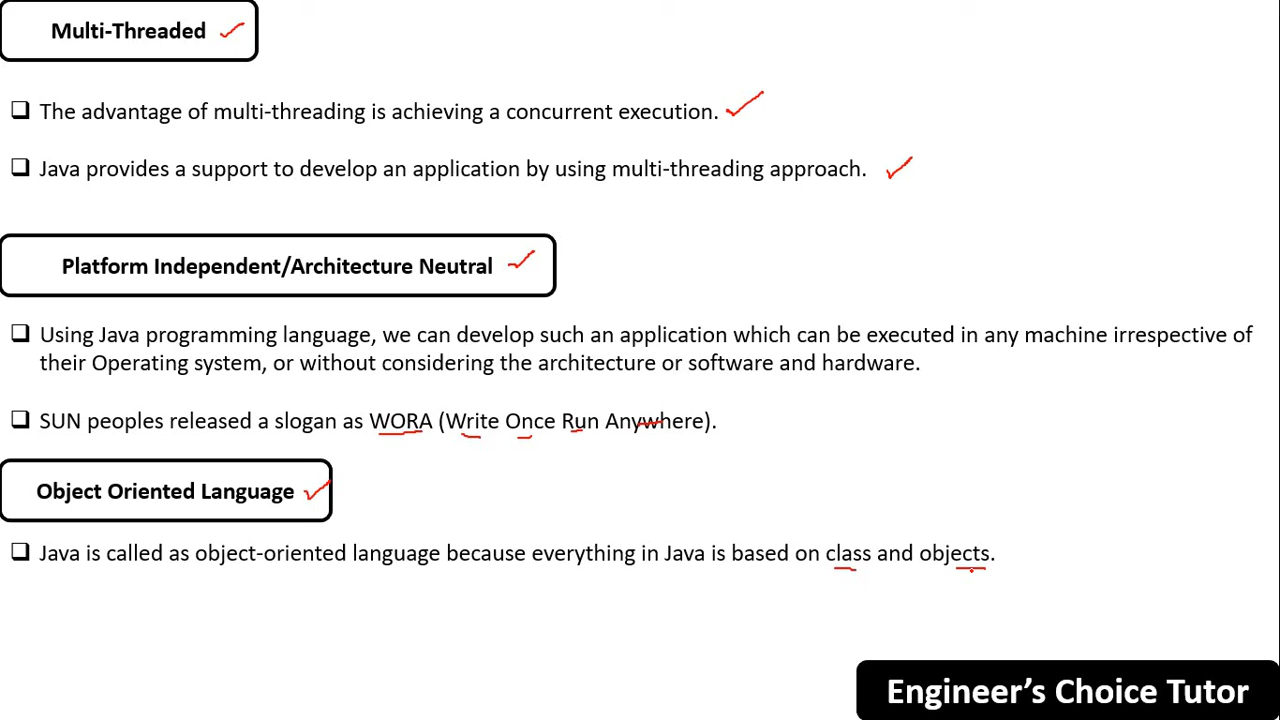 Multi-Threaded
The advantage of multi-threading is achieving a concurrent execution.
Java provides a support to develop an application by using multi-threading approach.
Platform Independent/Architecture Neutral
Using Java programming language, we can develop such an application which can be executed in any machine irrespective of
their Operating system, or without considering the architecture or software and hardware.
SUN peoples released a slogan as WORA (Write Once Run Anywhere).
Object Oriented Language
Java is called as object-oriented language because everything in Java is based on class and objects.
Engineer’s Choice Tutor